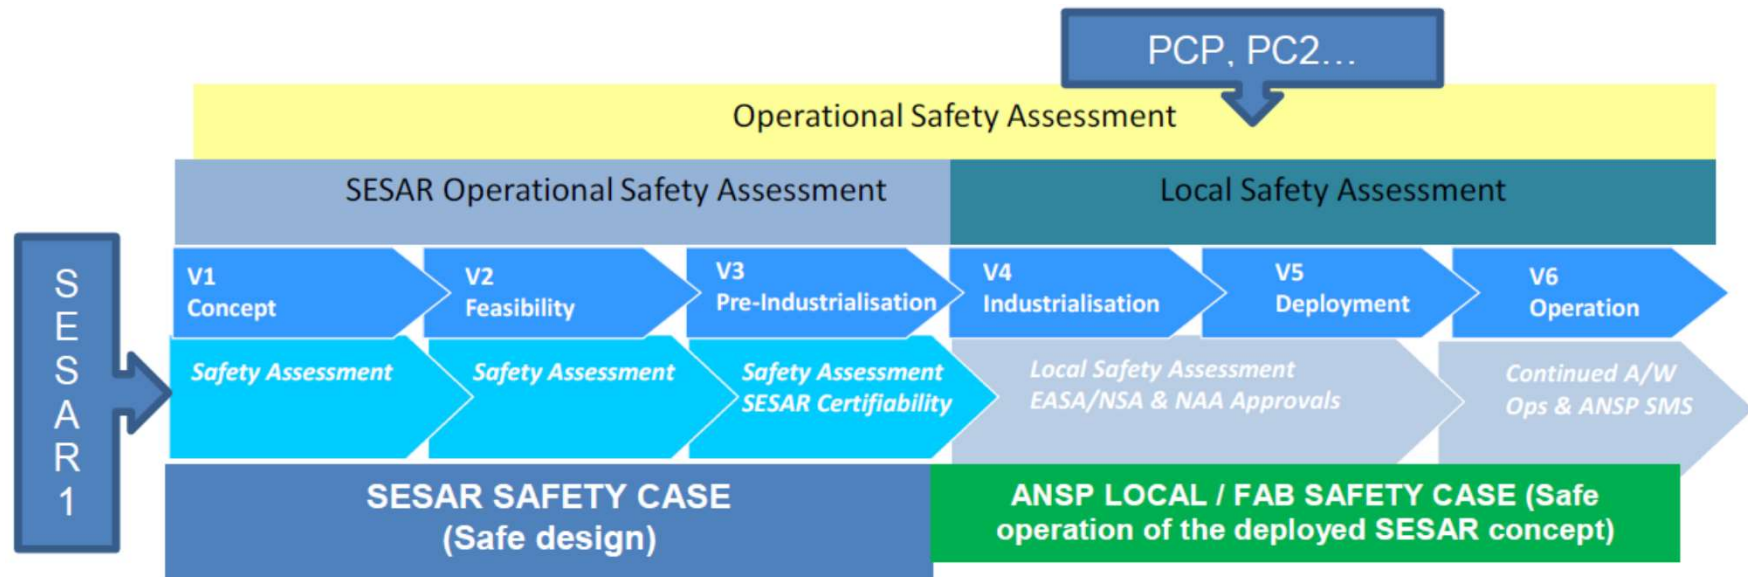 PCP, PC2...
Operational Safety Assessment
SESAR Operational Safety Assessment
Local Safety Assessment
S
E
S
A
R
1
V1
Concept
V2
Feasibility
V3
Pre-Industrialisation
V4
Industrialisation
V5
Deployment
V6
Operation
Safety Assessment
Safety Assessment
Safety Assessment
SESAR Certifiability
Local Safety Assessment
EASA/NSA & NAA Approvals
Continued A/W
Ops & ANSP SMS
SESAR SAFETY CASE
(Safe design)
ANSP LOCAL / FAB SAFETY CASE (Safe
operation of the deployed SESAR concept)